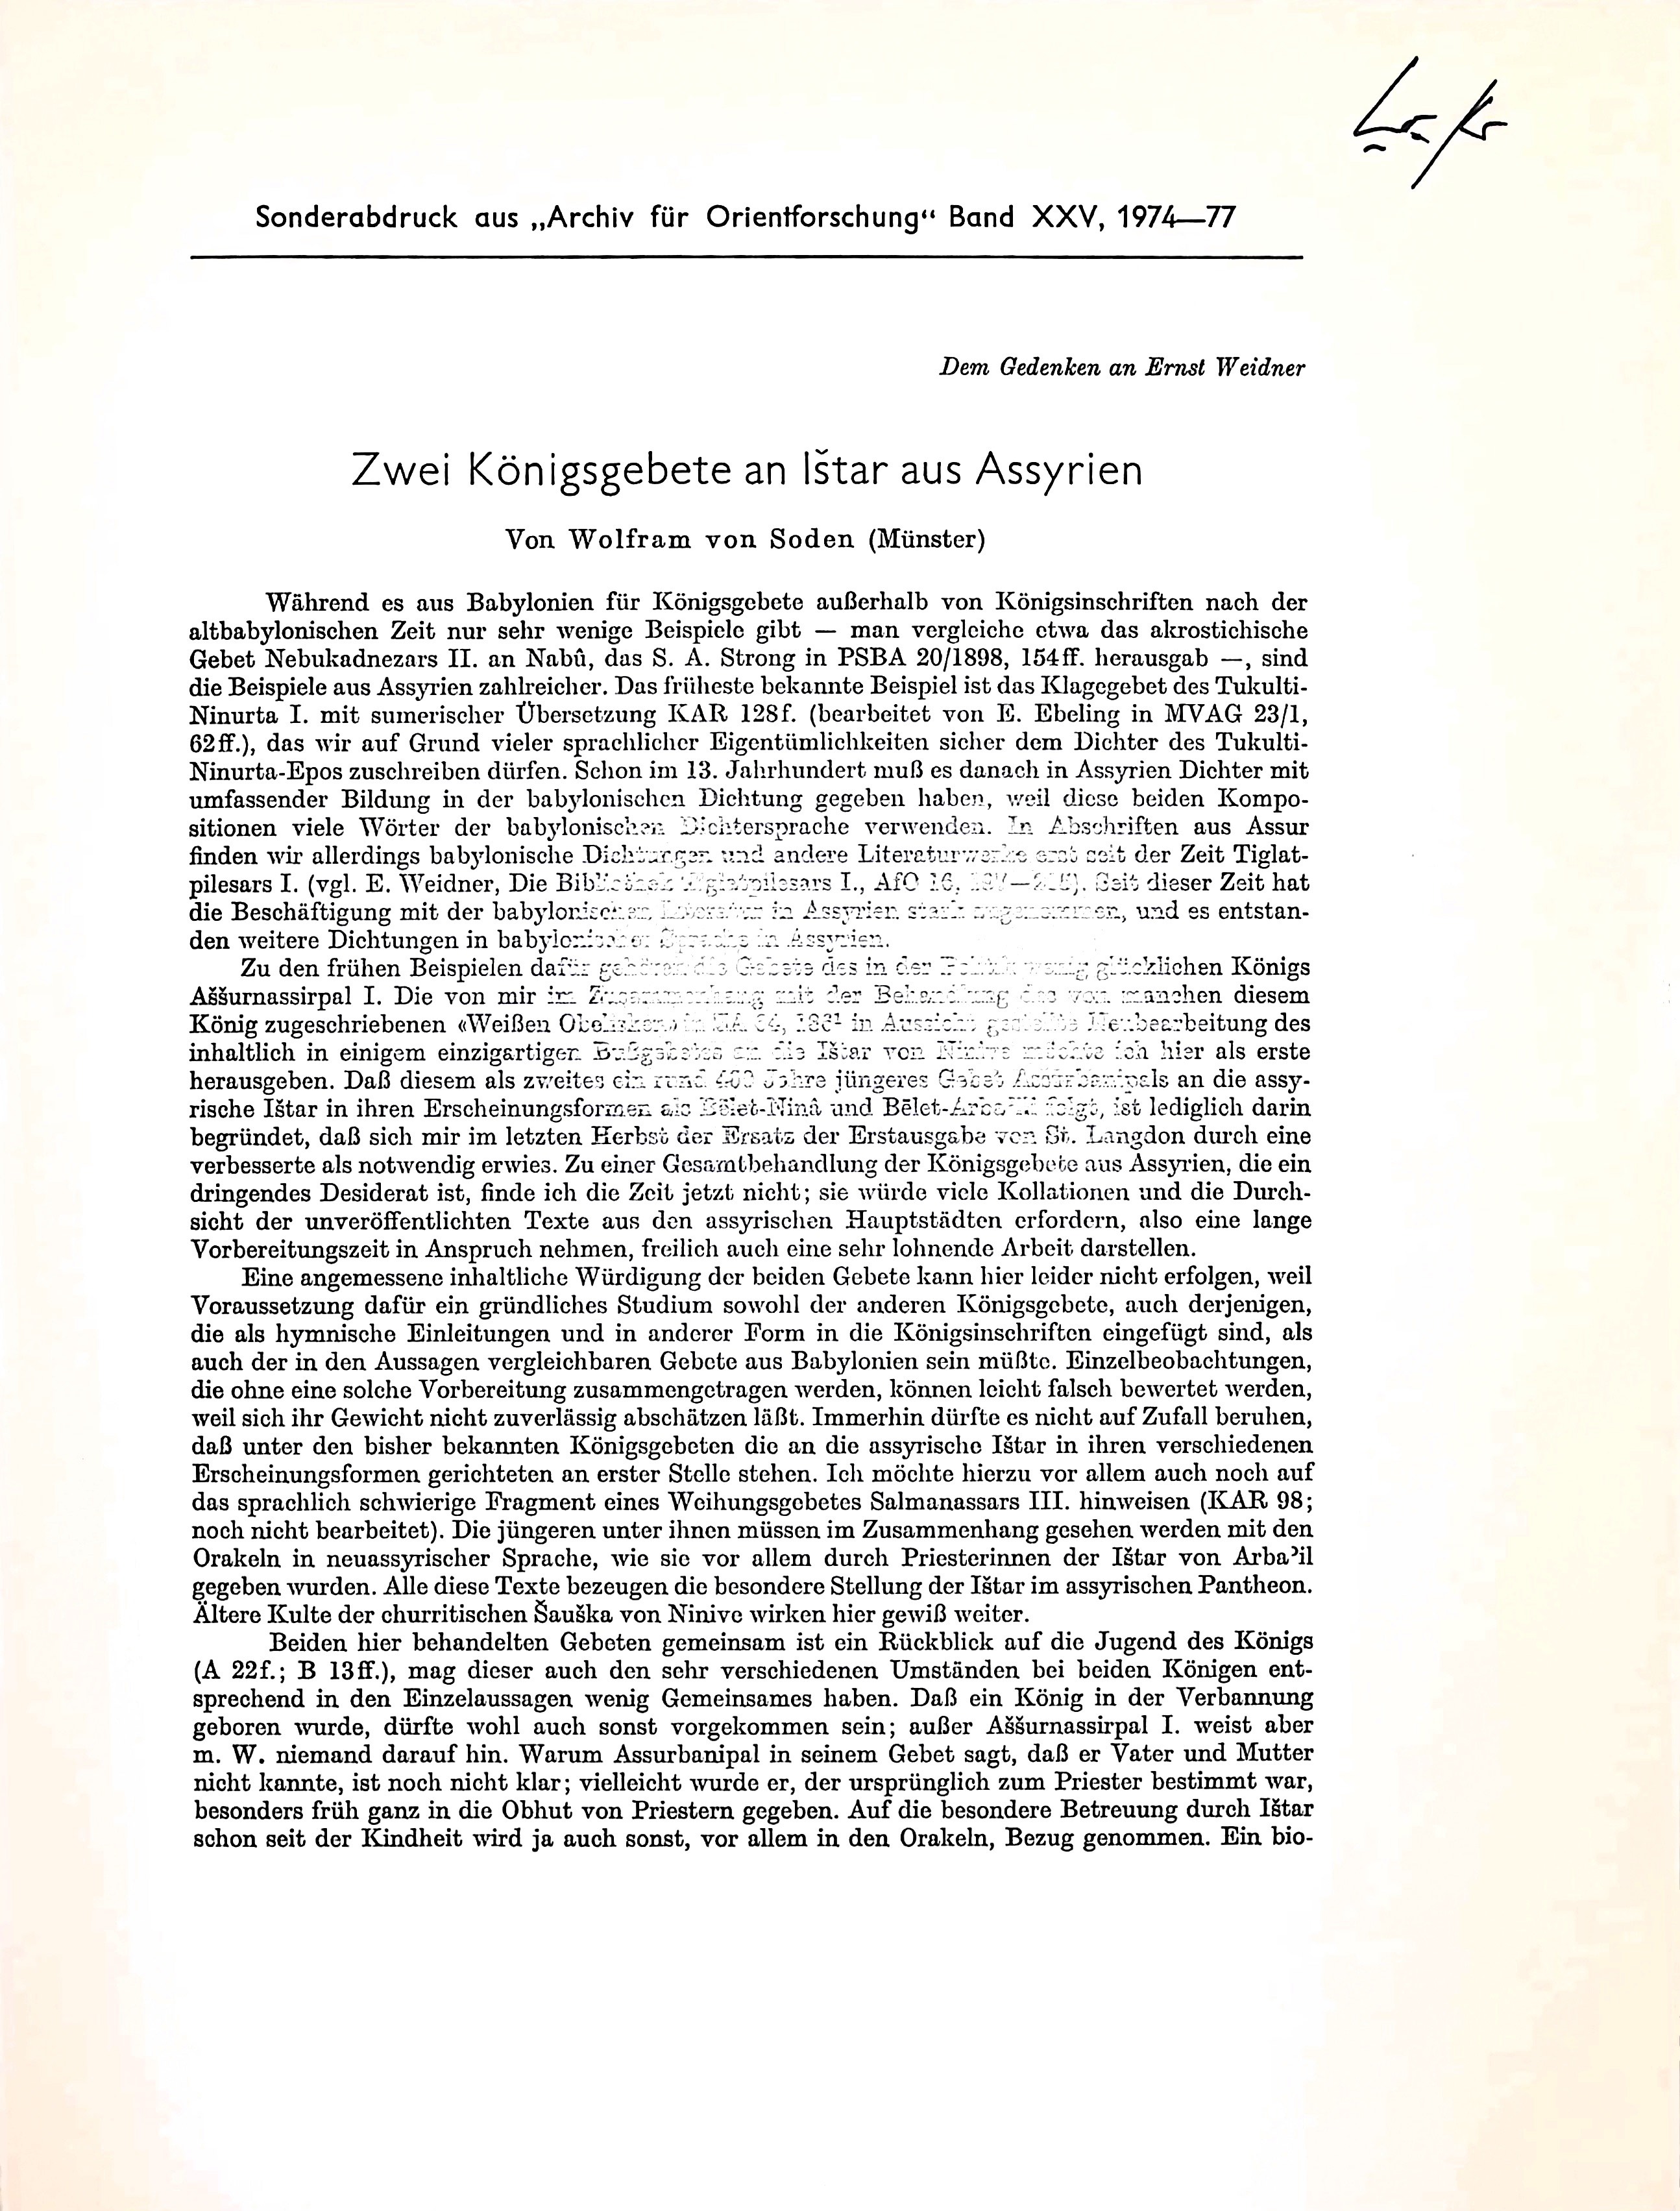 Sonderabdruck aus „Archiv für Orientforschung“ Band XXV, 1974—77
Dem Gedenken an Ernst Weidner
Zwei Königsgebete an Ištar aus Assyrien
Von Wolfram von Soden (Münster)
Während es aus Babylonien für Königsgebete außerhalb von Königsinschriften nach der
altbabylonischen Zeit nur sehr wenige Beispiele gibt — man vergleiche etwa das akrostichische
Gebet Nebukadnezars II. an Nabû, das S. A. Strong in PSBA 20/1898, 154ff. herausgab —, sind
die Beispiele aus Assyrien zahlreicher. Das früheste bekannte Beispiel ist das Klagegebet des Tukulti-
Ninurta I. mit sumerischer Übersetzung KAR 128f. (bearbeitet von E. Ebeling in MVAG 23/1,
62ff.), das wir auf Grund vieler sprachlicher Eigentümlichkeiten sicher dem Dichter des Tukulti-
Ninurta-Epos zuschreiben dürfen. Schon im 13. Jahrhundert muß es danach in Assyrien Dichter mit
umfassender Bildung in der babylonischen Dichtung gegeben haben, weil diese beiden Kompo-
sitionen viele Wörter der babylonischen Dichtersprache verwenden. In Abschriften aus Assur
finden wir allerdings babylonische Dichtungen und andere Literaturwerke erst seit der Zeit Tiglat-
pilesars I. (vgl. E. Weidner, Die Bibliothek Tiglatpilesars I., AfO 16, Seit dieser Zeit hat
die Beschäftigung mit der babylonischen Literatur in Assyrien stark zugenommen, und es entstan-
den weitere Dichtungen in babylonischer Sprache in Assyrien.
Zu den frühen Beispielen dafür gehören die Gebete des in der Politik wenig glücklichen Königs
Aššurnassirpal I. Die von mir im Zusammenhang mit der Behandlung des von manchen diesem
König zugeschriebenen «Weißen Obelisken» in in Aussicht gestellte Neubearbeitung des
inhaltlich in einigem einzigartigen Bußgebetes an die Ištar von Ninive möchte ich hier als erste
herausgeben. Daß diesem als zweites ein rund 400 Jahre jüngeres Gebet Assurbanipals an die assy-
rische Ištar in ihren Erscheinungsformen als Bēlet-Ninâ und Bēlet-Arba'il folgt, ist lediglich darin
begründet, daß sich mir im letzten Herbst der Ersatz der Erstausgabe von St. Langdon durch eine
verbesserte als notwendig erwies. Zu einer Gesamtbehandlung der Königsgebete aus Assyrien, die ein
dringendes Desiderat ist, finde ich die Zeit jetzt nicht; sie würde viele Kollationen und die Durch-
sicht der unveröffentlichten Texte aus den assyrischen Hauptstädten erfordern, also eine lange
Vorbereitungszeit in Anspruch nehmen, freilich auch eine sehr lohnende Arbeit darstellen.
Eine angemessene inhaltliche Würdigung der beiden Gebete kann hier leider nicht erfolgen, weil
Voraussetzung dafür ein gründliches Studium sowohl der anderen Königsgebete, auch derjenigen,
die als hymnische Einleitungen und in anderer Form in die Königsinschriften eingefügt sind, als
auch der in den Aussagen vergleichbaren Gebete aus Babylonien sein müßte. Einzelbeobachtungen,
die ohne eine solche Vorbereitung zusammengetragen werden, können leicht falsch bewertet werden,
weil sich ihr Gewicht nicht zuverlässig abschätzen läßt. Immerhin dürfte es nicht auf Zufall beruhen,
daß unter den bisher bekannten Königsgebeten die an die assyrische Ištar in ihren verschiedenen
Erscheinungsformen gerichteten an erster Stelle stehen. Ich möchte hierzu vor allem auch noch auf
das sprachlich schwierige Fragment eines Weihungsgebetes Salmanassars III. hinweisen (KAR 98;
noch nicht bearbeitet). Die jüngeren unter ihnen müssen im Zusammenhang gesehen werden mit den
Orakeln in neuassyrischer Sprache, wie sie vor allem durch Priesterinnen der Ištar von Arbaʾil
gegeben wurden. Alle diese Texte bezeugen die besondere Stellung der Ištar im assyrischen Pantheon.
Ältere Kulte der churritischen Šauška von Ninive wirken hier gewiß weiter.
Beiden hier behandelten Gebeten gemeinsam ist ein Rückblick auf die Jugend des Königs
(A 22f.; B 13ff.), mag dieser auch den sehr verschiedenen Umständen bei beiden Königen ent-
sprechend in den Einzelaussagen wenig Gemeinsames haben. Daß ein König in der Verbannung
geboren wurde, dürfte wohl auch sonst vorgekommen sein; außer Aššurnassirpal I. weist aber
m. W. niemand darauf hin. Warum Assurbanipal in seinem Gebet sagt, daß er Vater und Mutter
nicht kannte, ist noch nicht klar; vielleicht wurde er, der ursprünglich zum Priester bestimmt war,
besonders früh ganz in die Obhut von Priestern gegeben. Auf die besondere Betreuung durch Ištar
schon seit der Kindheit wird ja auch sonst, vor allem in den Orakeln, Bezug genommen. Ein bio-